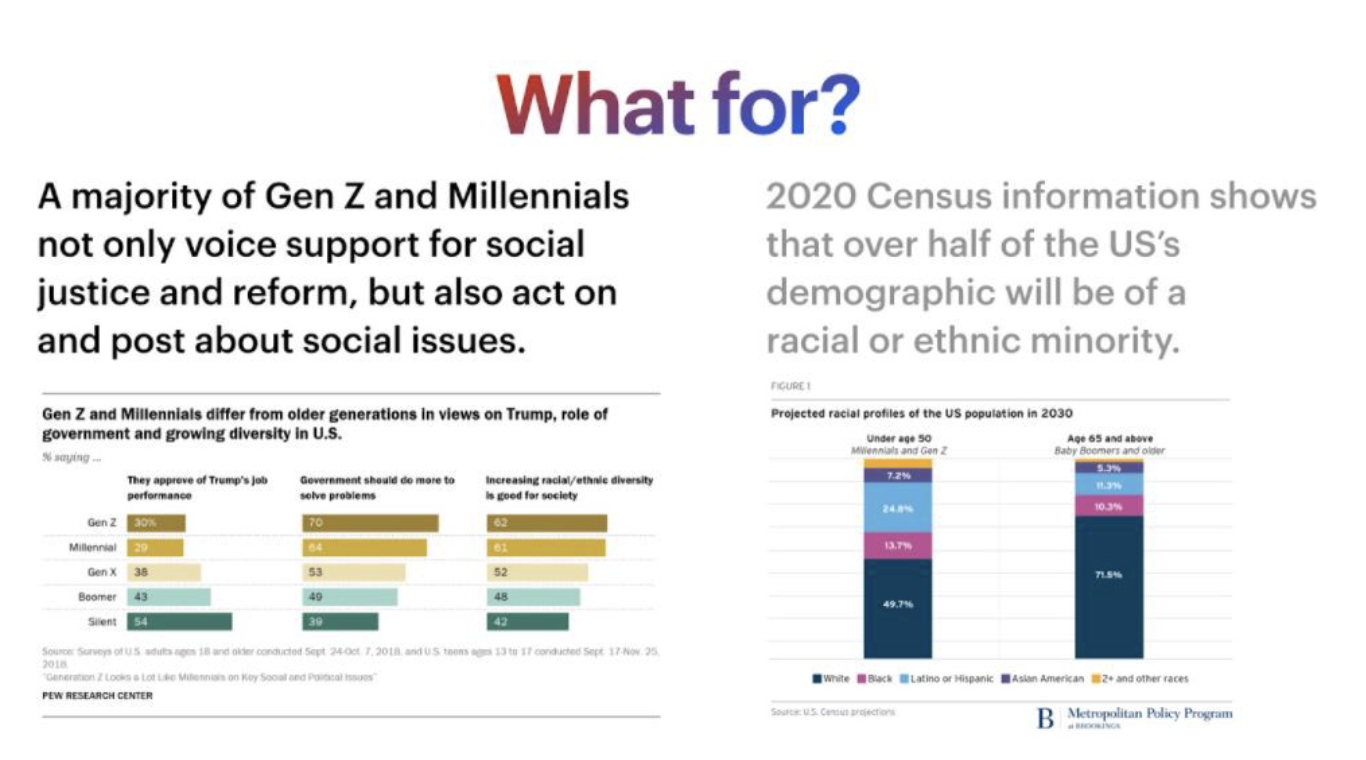 What for?
A majority of Gen Z and Millennials
not only voice support for social
justice and reform, but also act on
and post about social issues.
Gen Z and Millennials differ from older generations in views on Trump, role of
government and growing diversity in U.S.
% saying ...
They approve of Trump's job
performance
Government should do more to
solve problems
Increasing racial/ethnic diversity
is good for society
Gen Z 30% 70 62
Millennial 29 64 61
Gen X 38 53 52
Boomer 43 49 48
Silent 54 39 42
Source: Surveys of U.S. adults ages 18 and older conducted Sept. 24-Oct. 7, 2018, and U.S. teens ages 13 to 17 conducted Sept. 17-Nov. 25,
2018.
"Generation Z Looks a Lot Like Millennials on Key Social and Political Issues"
PEW RESEARCH CENTER
2020 Census information shows
that over half of the US's
demographic will be of a
racial or ethnic minority.
FIGURE 1
Projected racial profiles of the US population in 2030
Under age 50
Millennials and Gen Z
Age 65 and above
Baby Boomers and older
7.2%
24.8%
13.7%
49.7%
5.3%
11.3%
10.3%
71.5%
White Black Latino or Hispanic Asian American 2+ and other races
Source: U.S. Census projections
B Metropolitan Policy Program
at BROOKINGS